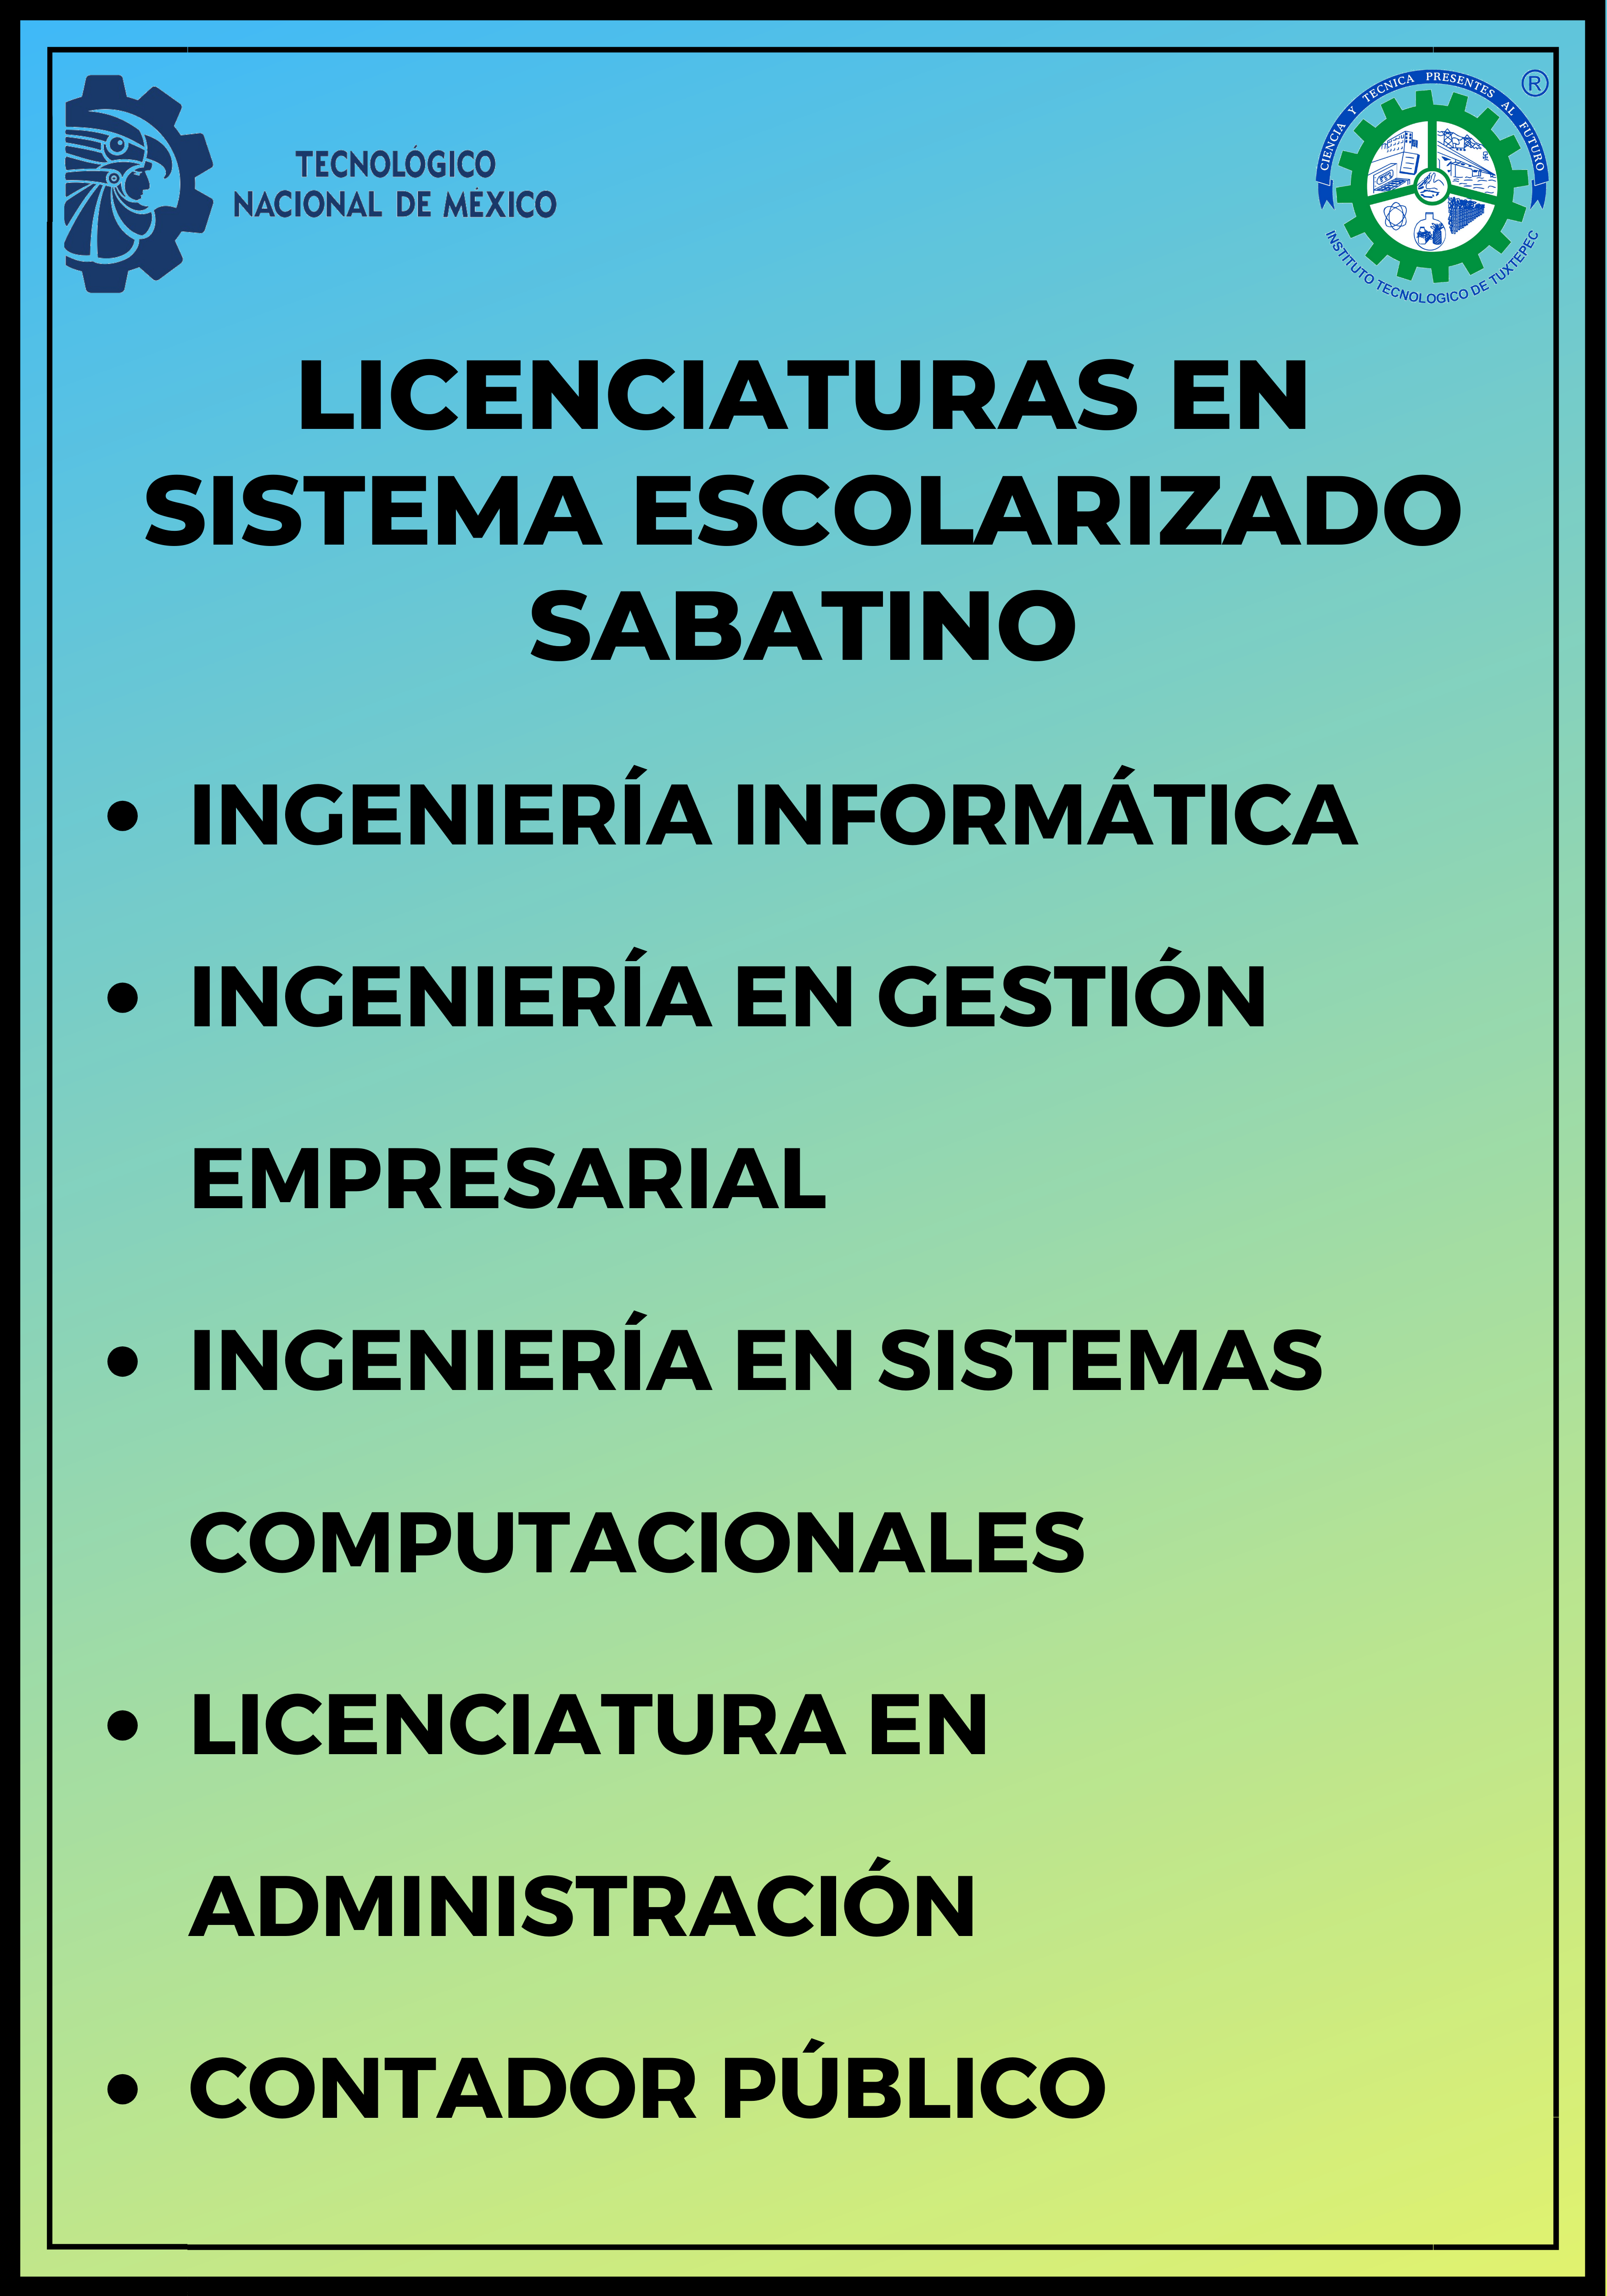 TECNOLÓGICO
NACIONAL DE MÉXICO
CIENCIA Y TECNICA PRESENTES AL FUTURO
®
INSTITUTO TECNOLOGICO DE TUXTEPEC
LICENCIATURAS EN
SISTEMA ESCOLARIZADO
SABATINO
• INGENIERÍA INFORMÁTICA
• INGENIERÍA EN GESTIÓN
EMPRESARIAL
• INGENIERÍA EN SISTEMAS
COMPUTACIONALES
• LICENCIATURA EN
ADMINISTRACIÓN
• CONTADOR PÚBLICO